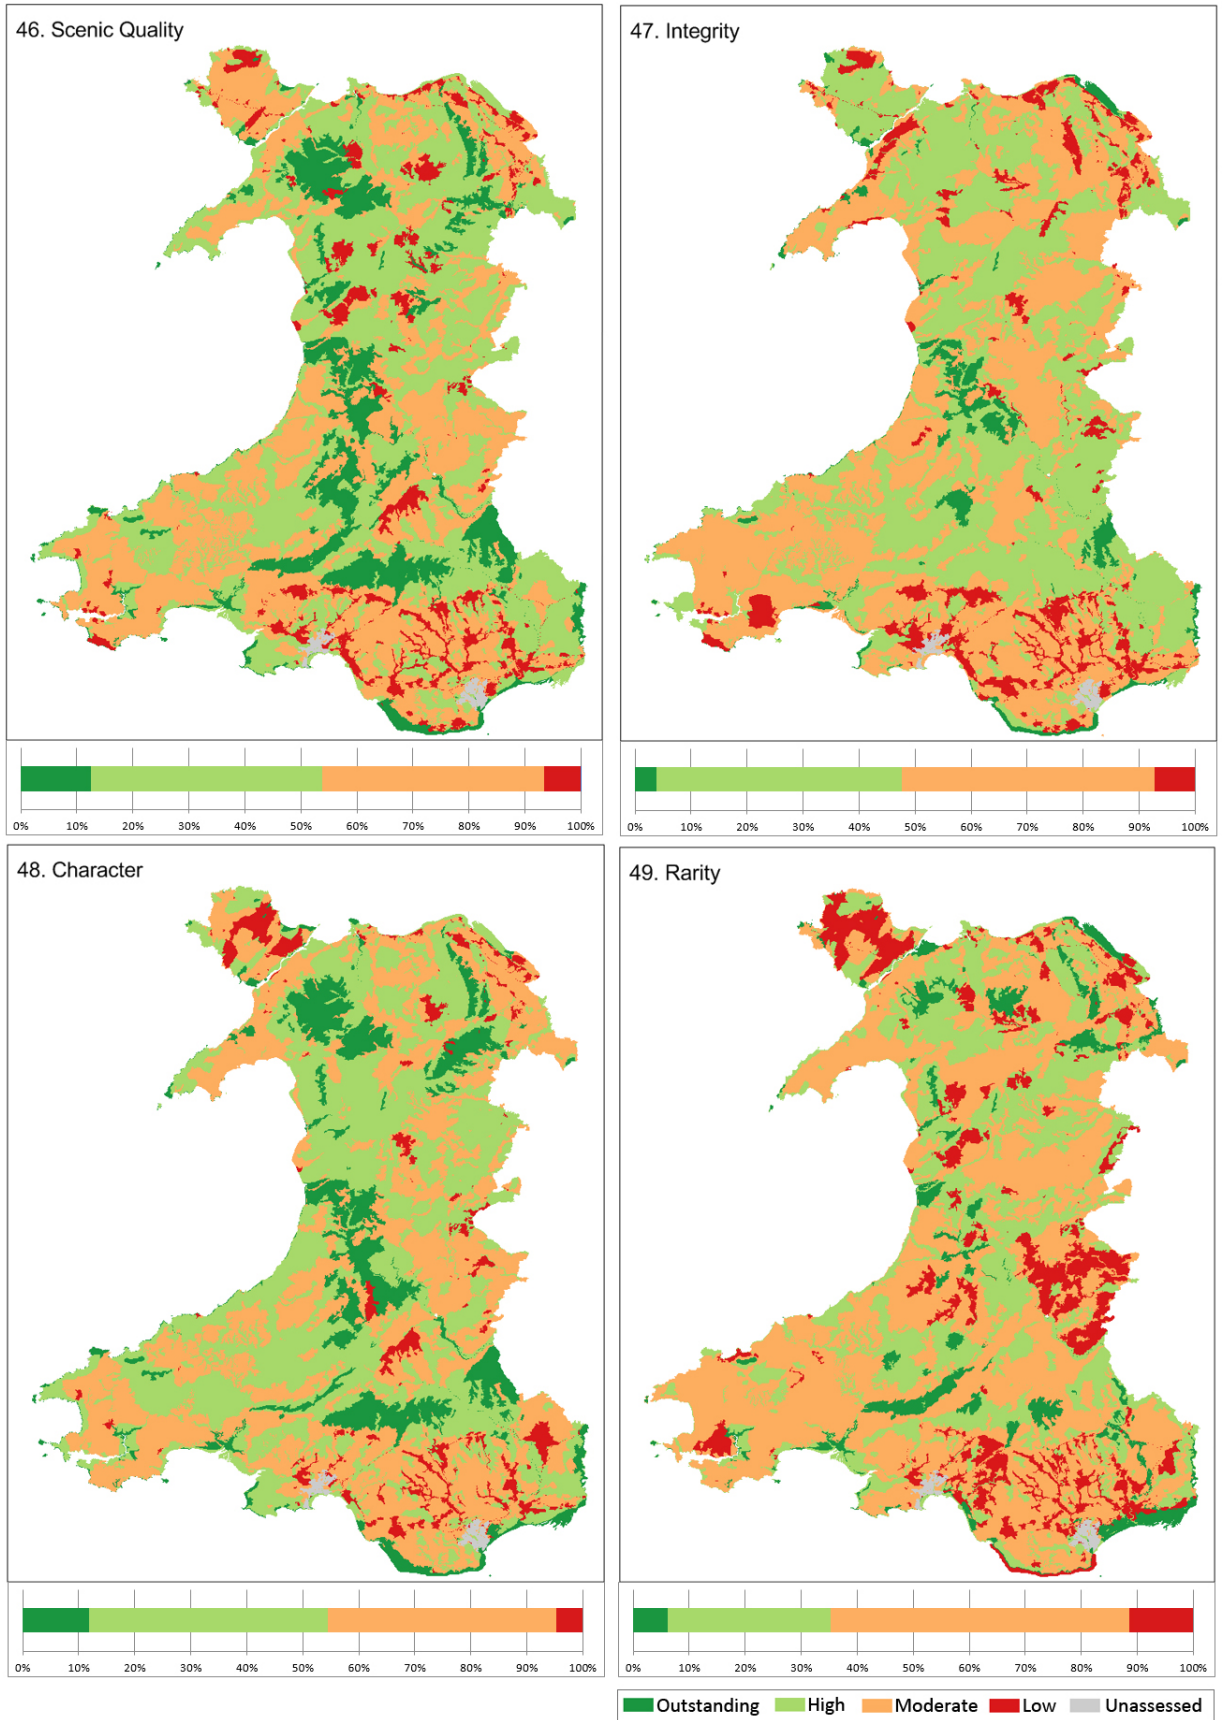 46. Scenic Quality
47. Integrity
0% 10% 20% 30% 40% 50% 60% 70% 80% 90% 100%
0% 10% 20% 30% 40% 50% 60% 70% 80% 90% 100%
48. Character
49. Rarity
0% 10% 20% 30% 40% 50% 60% 70% 80% 90% 100%
0% 10% 20% 30% 40% 50% 60% 70% 80% 90% 100%
Outstanding High Moderate Low Unassessed